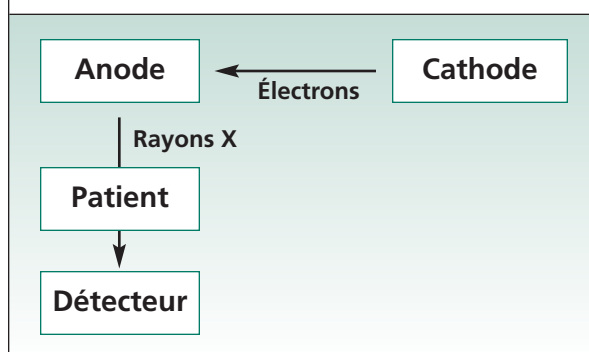 Anode
Électrons
Cathode
Rayons X
Patient
Détecteur